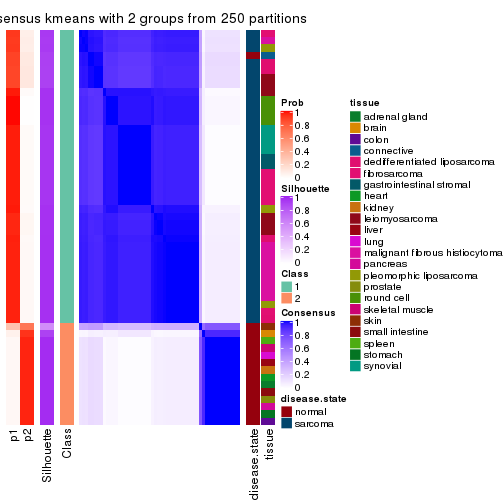 sensus kmeans with 2 groups from 250 partitions
Prob
1
0.8
0.6
0.4
0.2
0
Silhouette
1
0.8
0.6
0.4
0.2
0
Class
1
2
Consensus
1
0.8
0.6
0.4
0.2
0
disease.state
normal
sarcoma
tissue
adrenal gland
brain
colon
connective
dedifferentiated liposarcoma
fibrosarcoma
gastrointestinal stromal
heart
kidney
leiomyosarcoma
liver
lung
malignant fibrous histiocytoma
pancreas
pleomorphic liposarcoma
prostate
round cell
skeletal muscle
skin
small intestine
spleen
stomach
synovial
p1
p2
Silhouette
Class
disease.state
tissue